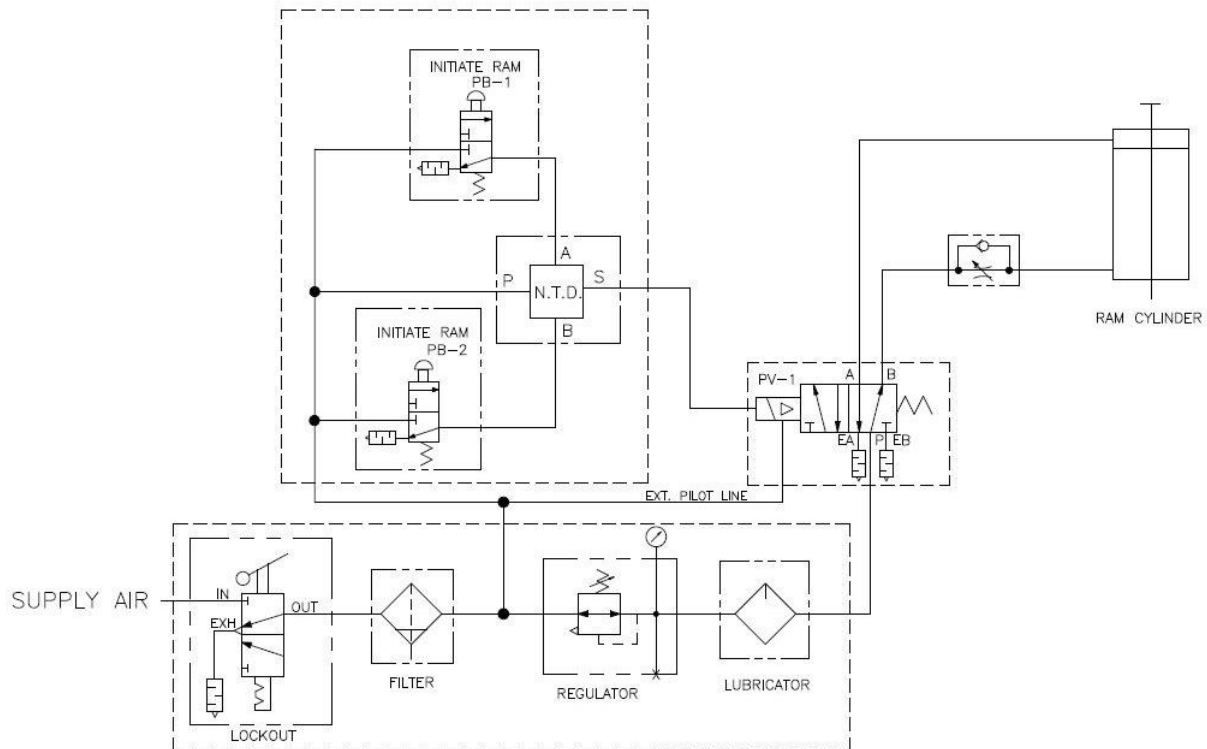 INITIATE RAM
PB-1
A
P
N.T.D.
S
B
INITIATE RAM
PB-2
RAM CYLINDER
PV-1
A
B
EA
P
EB
EXT. PILOT LINE
SUPPLY AIR
IN
OUT
EXH
LOCKOUT
FILTER
REGULATOR
LUBRICATOR